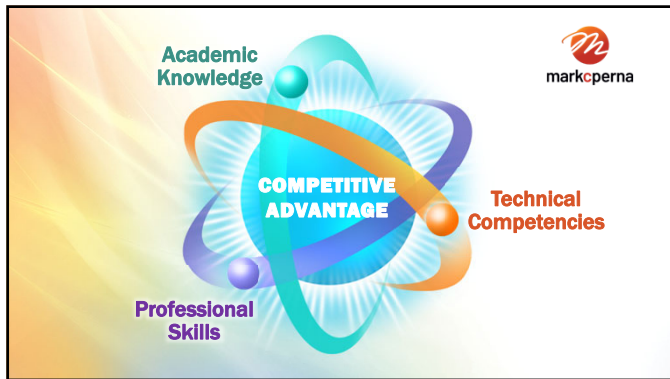 Academic
Knowledge
markcperna
COMPETITIVE
ADVANTAGE
Technical
Competencies
Professional
Skills